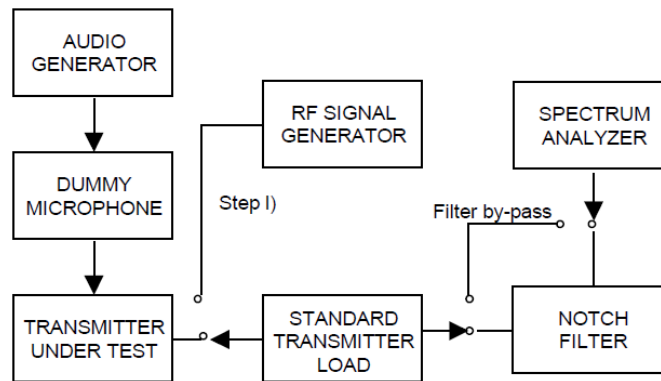 AUDIO
GENERATOR
RF SIGNAL
GENERATOR
SPECTRUM
ANALYZER
DUMMY
MICROPHONE
Step I)
Filter by-pass
TRANSMITTER
UNDER TEST
STANDARD
TRANSMITTER
LOAD
NOTCH
FILTER